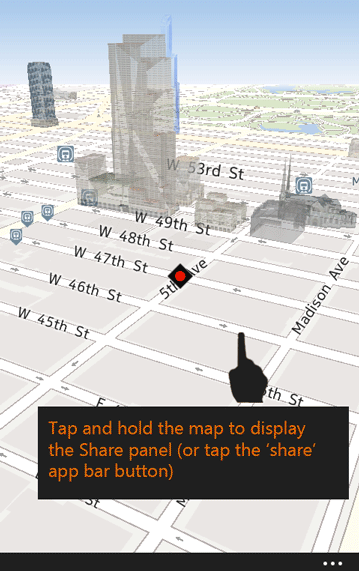 W 53rd St
W 49th St
W 48th St
W 47th St
5th Ave
W 46th St
Madison Ave
W 45th St
th St
Tap and hold the map to display
the Share panel (or tap the ‘share’
app bar button)
St